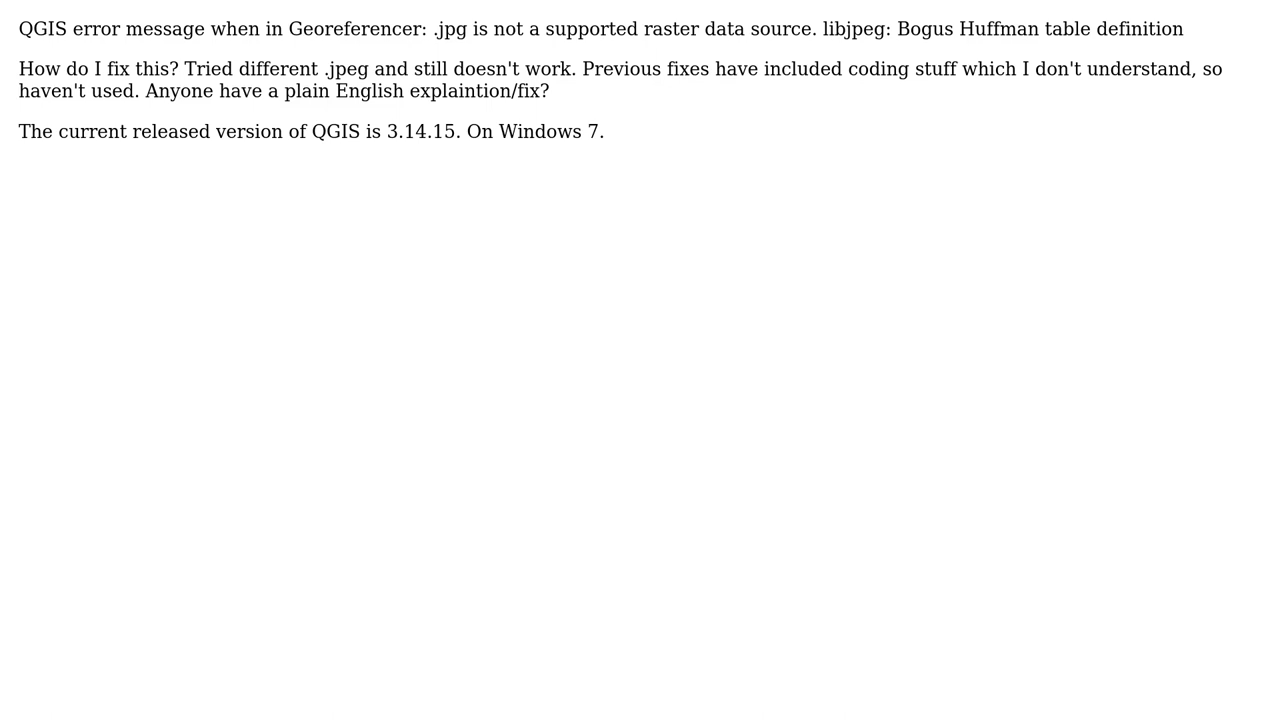 QGIS error message when in Georeferencer: .jpg is not a supported raster data source. libjpeg: Bogus Huffman table definition
How do I fix this? Tried different .jpeg and still doesn't work. Previous fixes have included coding stuff which I don't understand, so
haven't used. Anyone have a plain English explaintion/fix?
The current released version of QGIS is 3.14.15. On Windows 7.